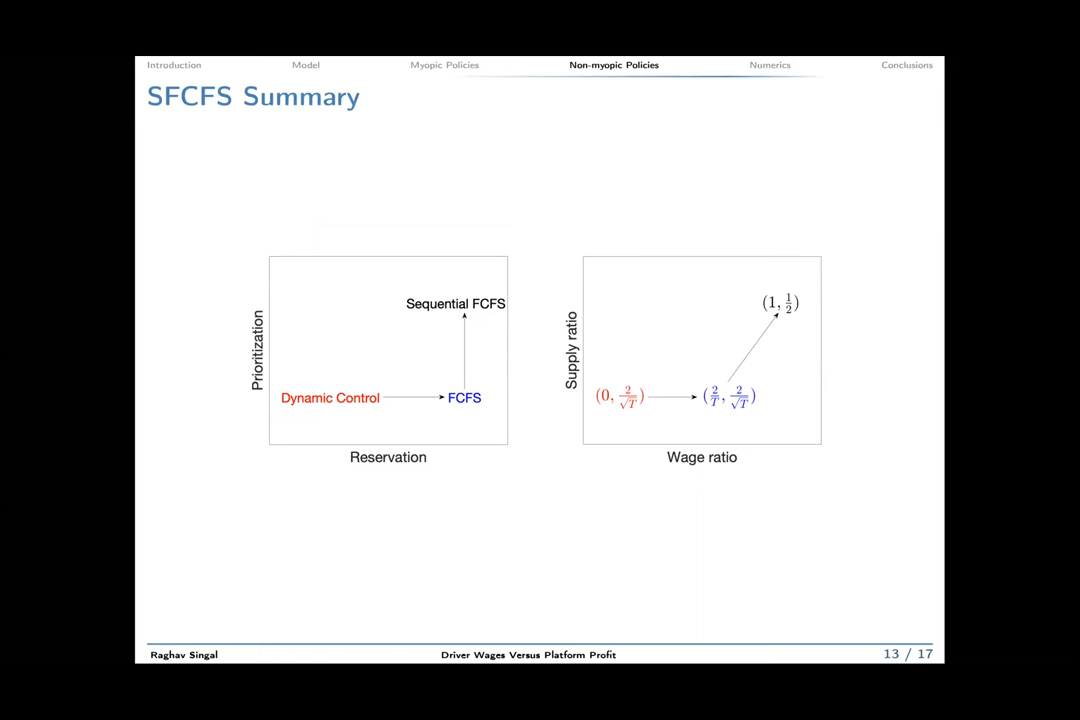 Introduction Model Myopic Policies Non-myopic Policies Numerics Conclusions
SFCFS Summary
Prioritization
Sequential FCFS
Dynamic Control
FCFS
Reservation
Supply ratio
(1, 1/2)
(0, 2/√T)
(2/T, 2/√T)
Wage ratio
Raghav Singal Driver Wages Versus Platform Profit 13 / 17